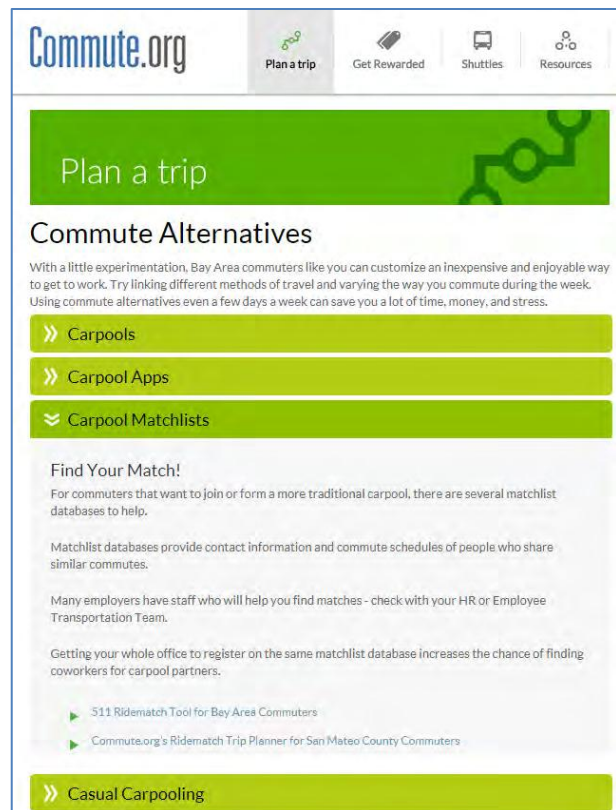 Commute.org
Plan a trip
Get Rewarded
Shuttles
Resources
Plan a trip
Commute Alternatives
With a little experimentation, Bay Area commuters like you can customize an inexpensive and enjoyable way
to get to work. Try linking different methods of travel and varying the way you commute during the week.
Using commute alternatives even a few days a week can save you a lot of time, money, and stress.
Carpools
Carpool Apps
Carpool Matchlists
Find Your Match!
For commuters that want to join or form a more traditional carpool, there are several matchlist
databases to help.
Matchlist databases provide contact information and commute schedules of people who share
similar commutes.
Many employers have staff who will help you find matches - check with your HR or Employee
Transportation Team.
Getting your whole office to register on the same matchlist database increases the chance of finding
coworkers for carpool partners.
511 Ridematch Tool for Bay Area Commuters
Commute.org's Ridematch Trip Planner for San Mateo County Commuters
Casual Carpooling